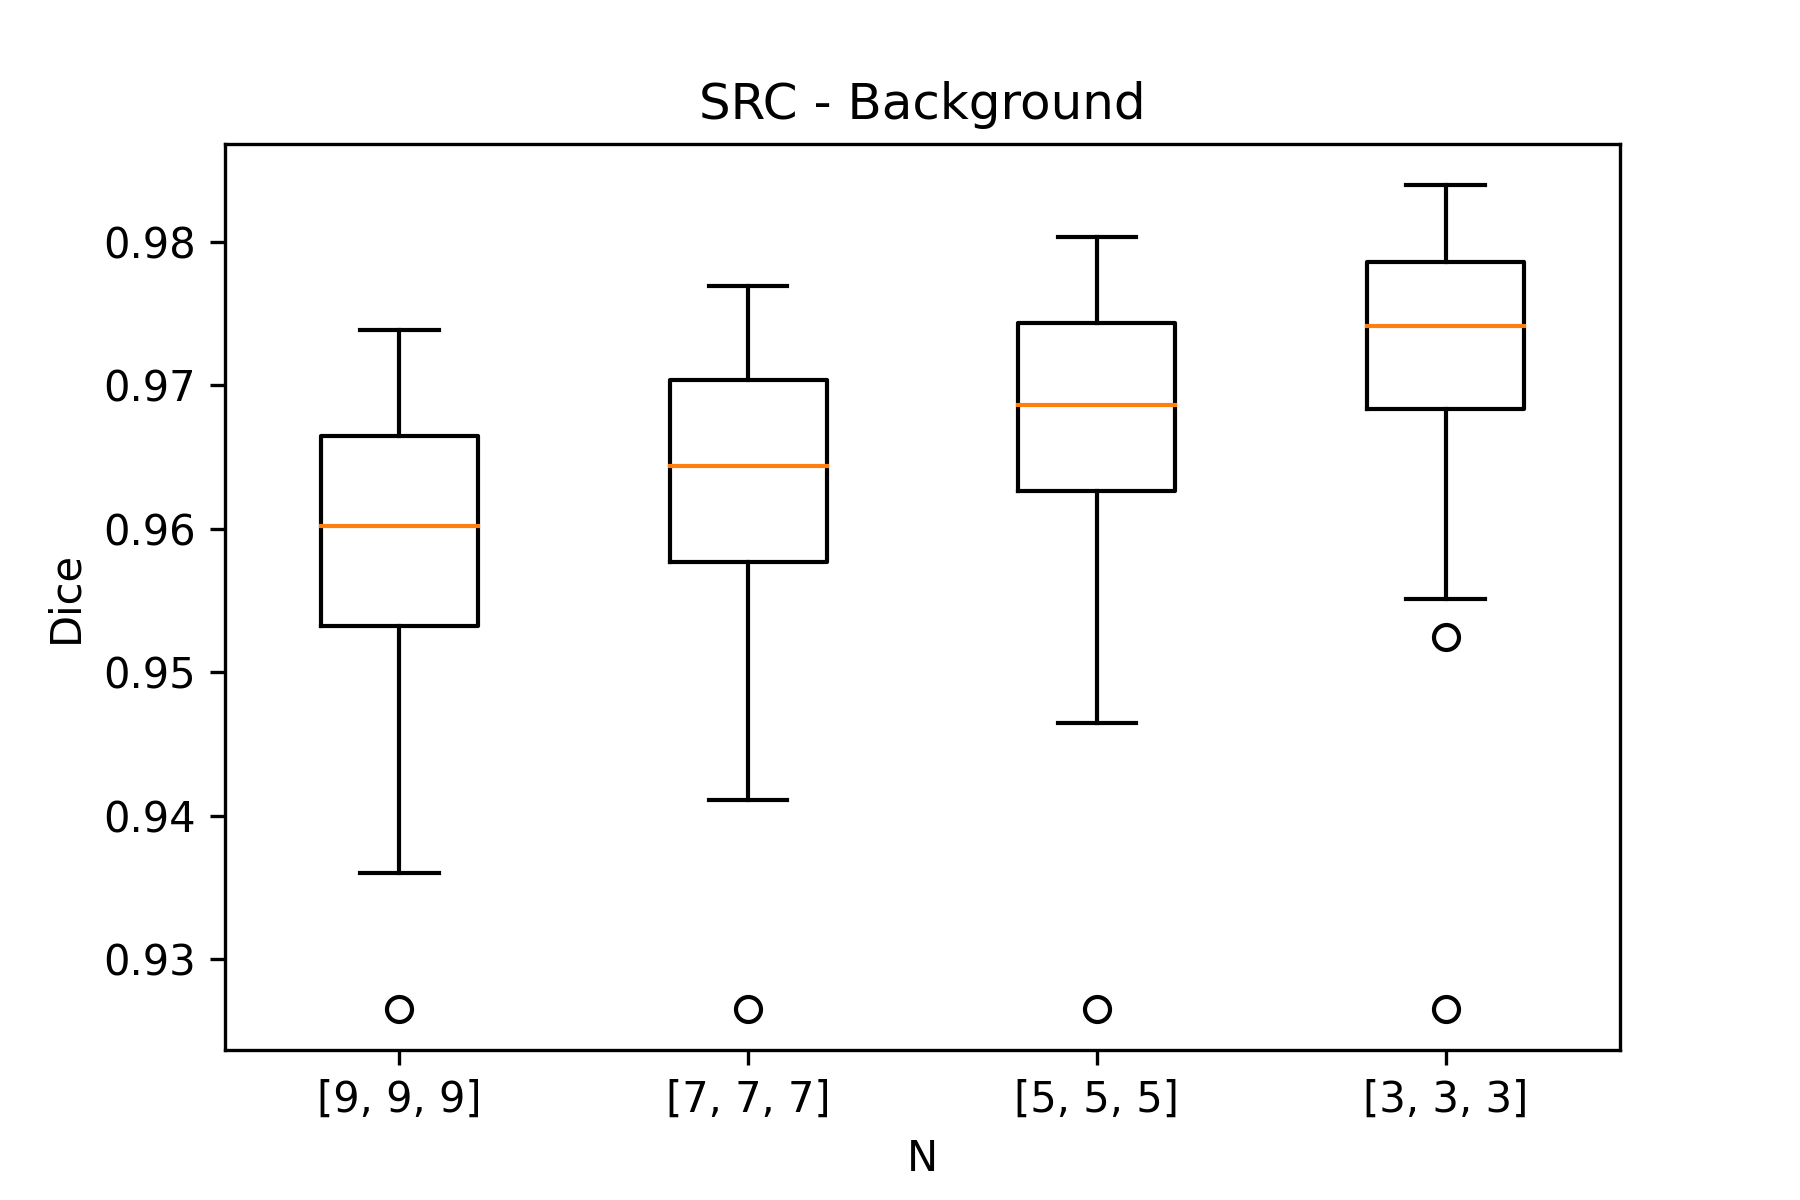 SRC - Background
0.98
0.97
0.96
0.95
0.94
0.93
Dice
[9, 9, 9] [7, 7, 7] [5, 5, 5] [3, 3, 3]
N